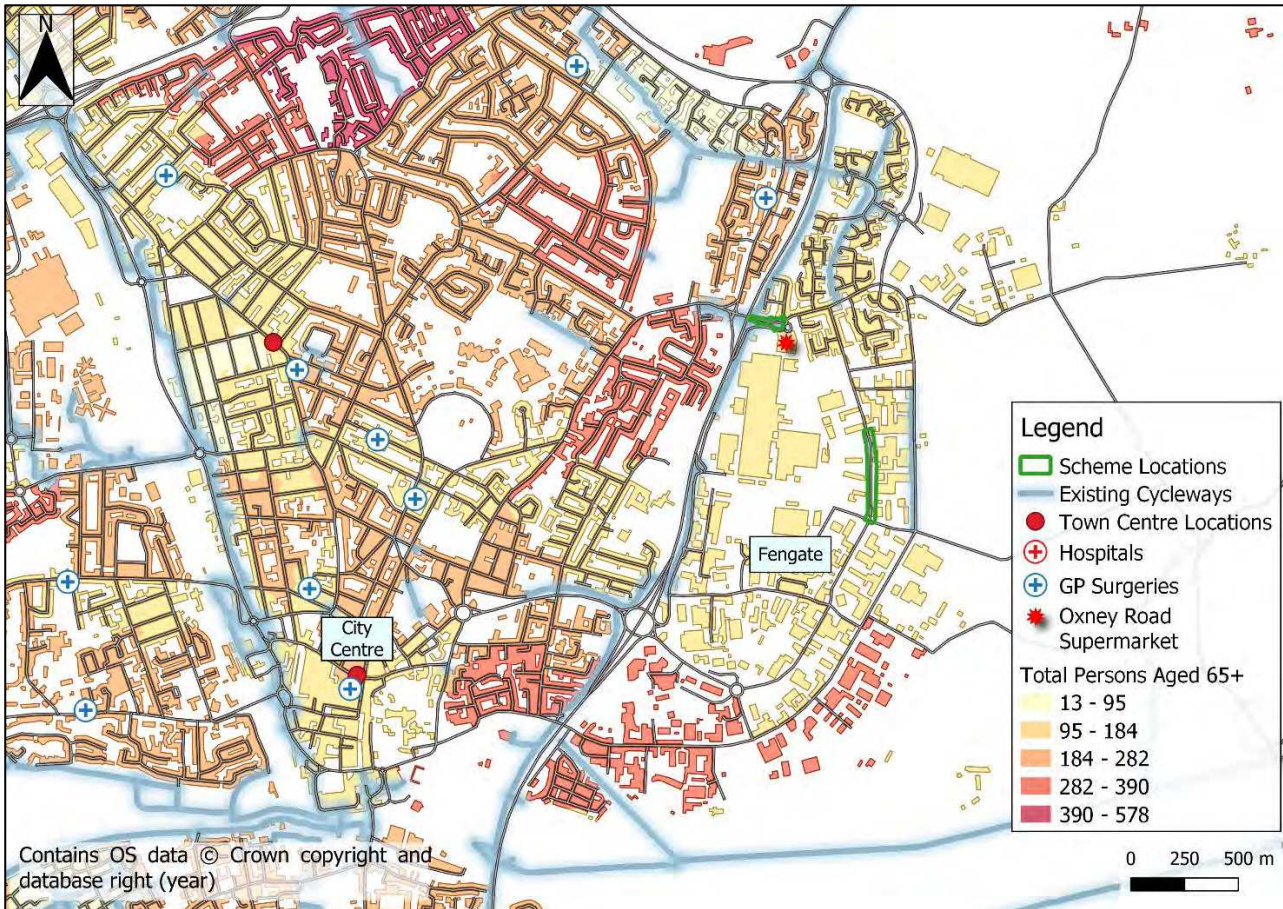 N
Fengate
City
Centre
Legend
Scheme Locations
Existing Cycleways
Town Centre Locations
Hospitals
GP Surgeries
Oxney Road
Supermarket
Total Persons Aged 65+
13 - 95
95 - 184
184 - 282
282 - 390
390 - 578
Contains OS data © Crown copyright and
database right (year)
0 250 500 m